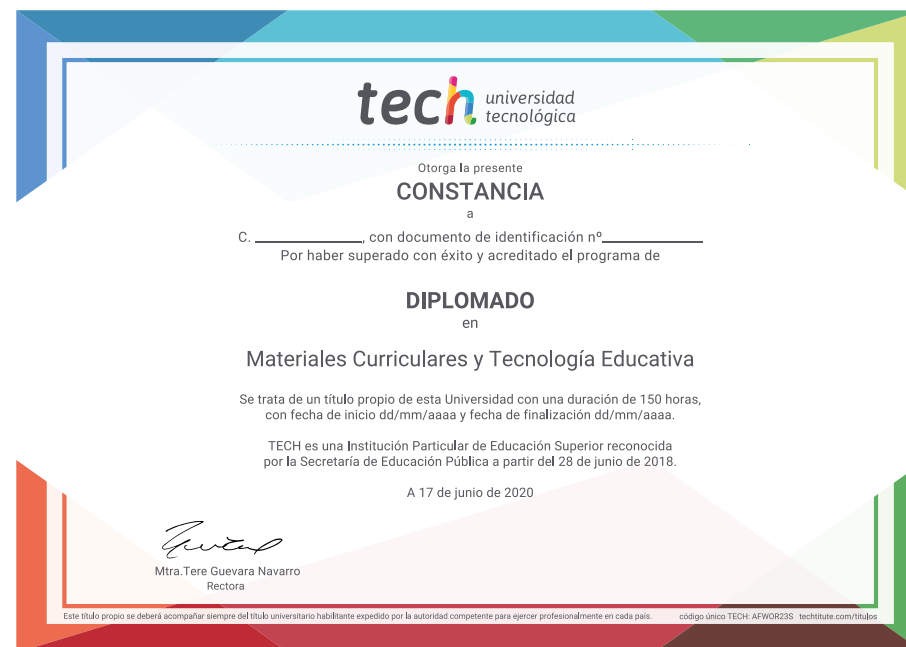 tech universidad
tecnológica
Otorga la presente
CONSTANCIA
a
C. ____________, con documento de identificación nº____________
Por haber superado con éxito y acreditado el programa de
DIPLOMADO
en
Materiales Curriculares y Tecnología Educativa
Se trata de un título propio de esta Universidad con una duración de 150 horas,
con fecha de inicio dd/mm/aaaa y fecha de finalización dd/mm/aaaa.
TECH es una Institución Particular de Educación Superior reconocida
por la Secretaría de Educación Pública a partir del 28 de junio de 2018.
A 17 de junio de 2020
Mtra.Tere Guevara Navarro
Rectora
Este título propio se deberá acompañar siempre del título universitario habilitante expedido por la autoridad competente para ejercer profesionalmente en cada país. código único TECH: AFWOR23S techtitute.com/titulos